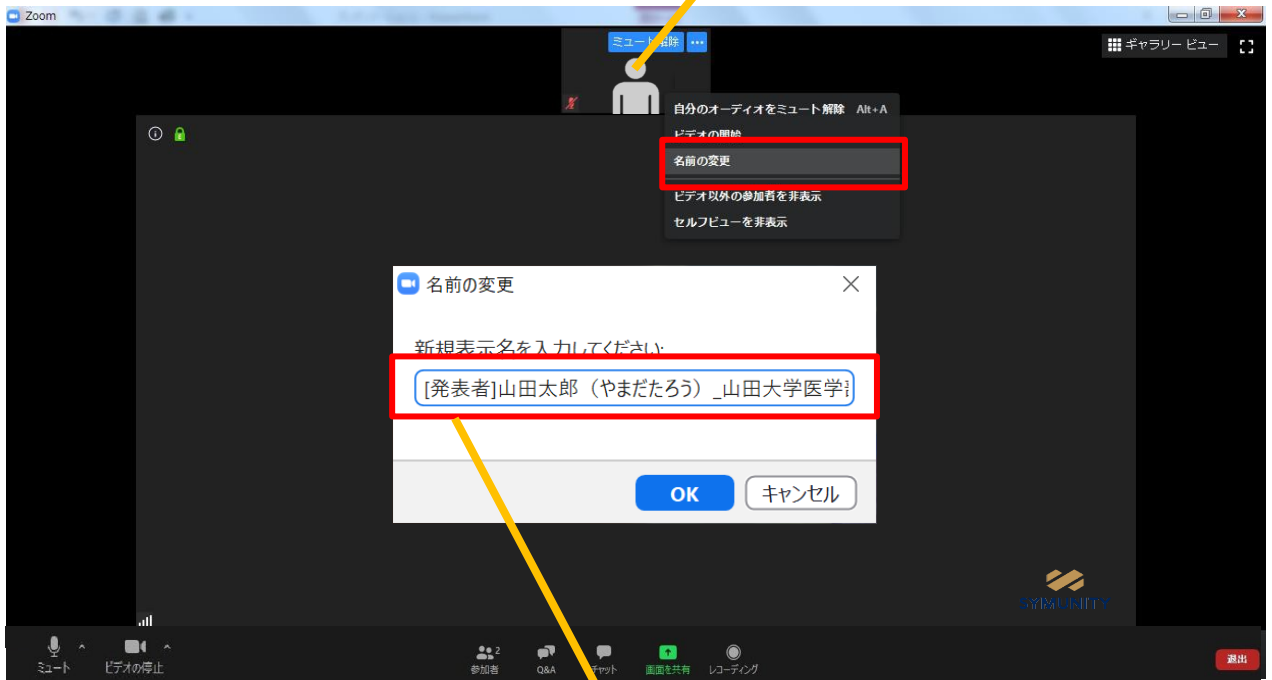 Zoom
ミュート解除 ...
ギャラリー ビュー
自分のオーディオをミュート解除 Alt+A
ビデオの開始
名前の変更
ビデオ以外の参加者を非表示
セルフビューを非表示
名前の変更
新規表示名を入力してください:
[発表者]山田太郎（やまだたろう）_山田大学医学
OK キャンセル
SYMUNITY
ミュート ビデオの停止 参加者 2 Q&A チャット 画面を共有 レコーディング 退出